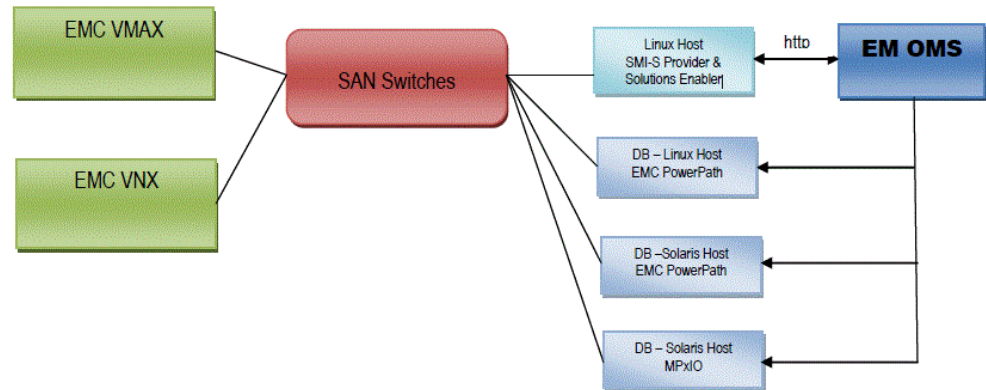 EMC VMAX
SAN Switches
Linux Host
SMI-S Provider &
Solutions Enabler
http
EM OMS
DB – Linux Host
EMC PowerPath
EMC VNX
DB –Solaris Host
EMC PowerPath
DB – Solaris Host
MPxIO